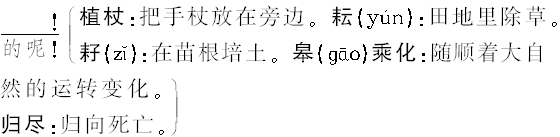 ! 植杖:把手杖放在旁边。耘(yún):田地里除草。
的呢! 耔(zǐ):在苗根培土。皋(gāo)乘化:随顺着大自
然的运转变化。
归尽:归向死亡。